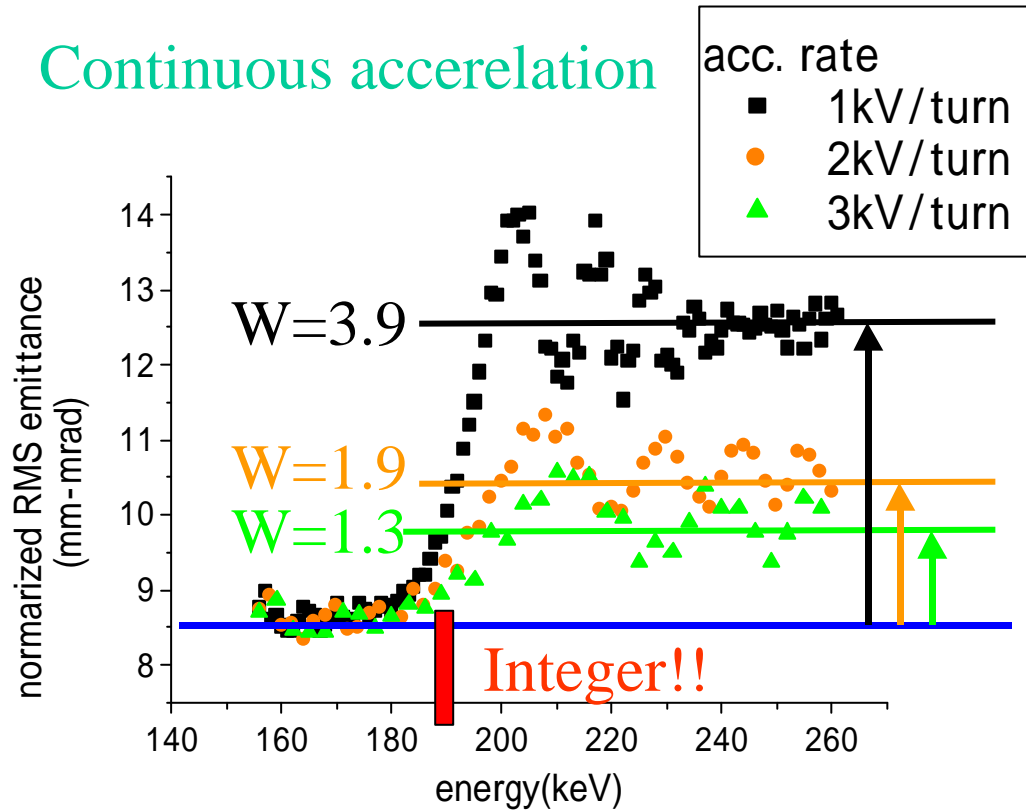 Continuous accerelation
acc. rate
1kV/turn
2kV/turn
3kV/turn
14
13
12
11
10
9
8
W=3.9
W=1.9
W=1.3
Integer!!
normarized RMS emittance
(mm-mrad)
140 160 180 200 220 240 260
energy(keV)